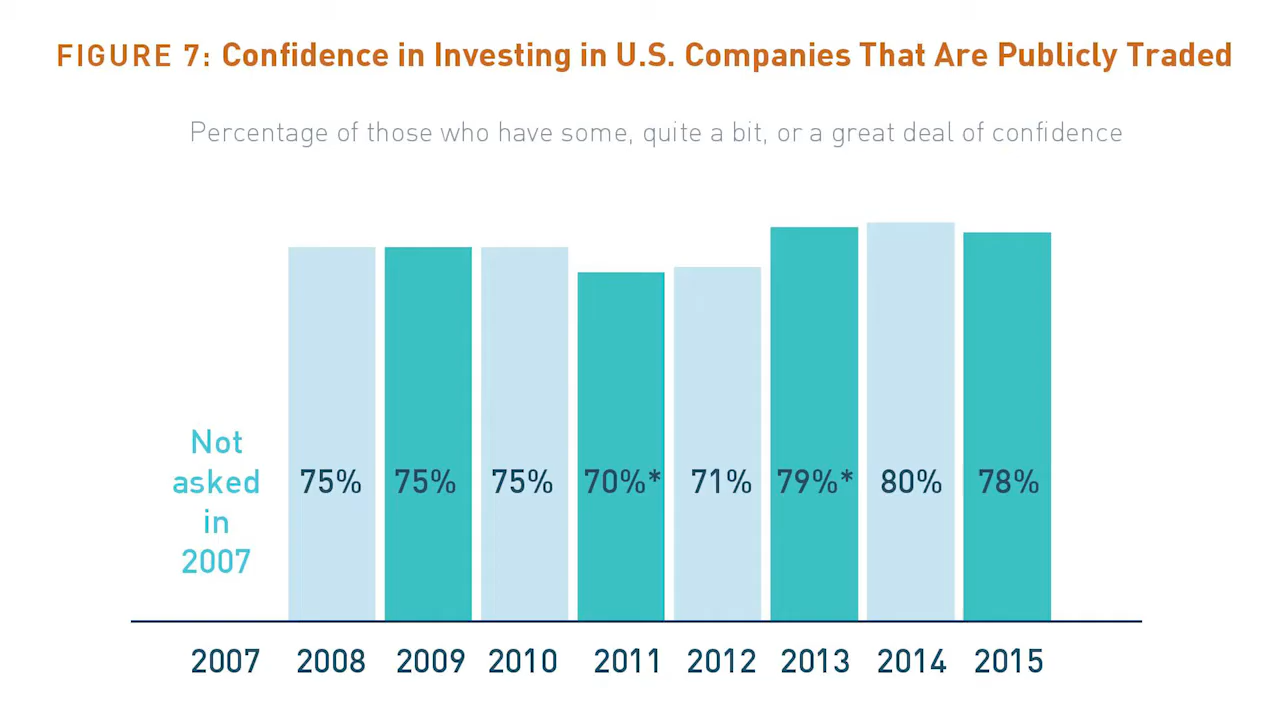 FIGURE 7: Confidence in Investing in U.S. Companies That Are Publicly Traded
Percentage of those who have some, quite a bit, or a great deal of confidence
Not
asked
in
2007
75%
75%
75%
70%*
71%
79%*
80%
78%
2007 2008 2009 2010 2011 2012 2013 2014 2015